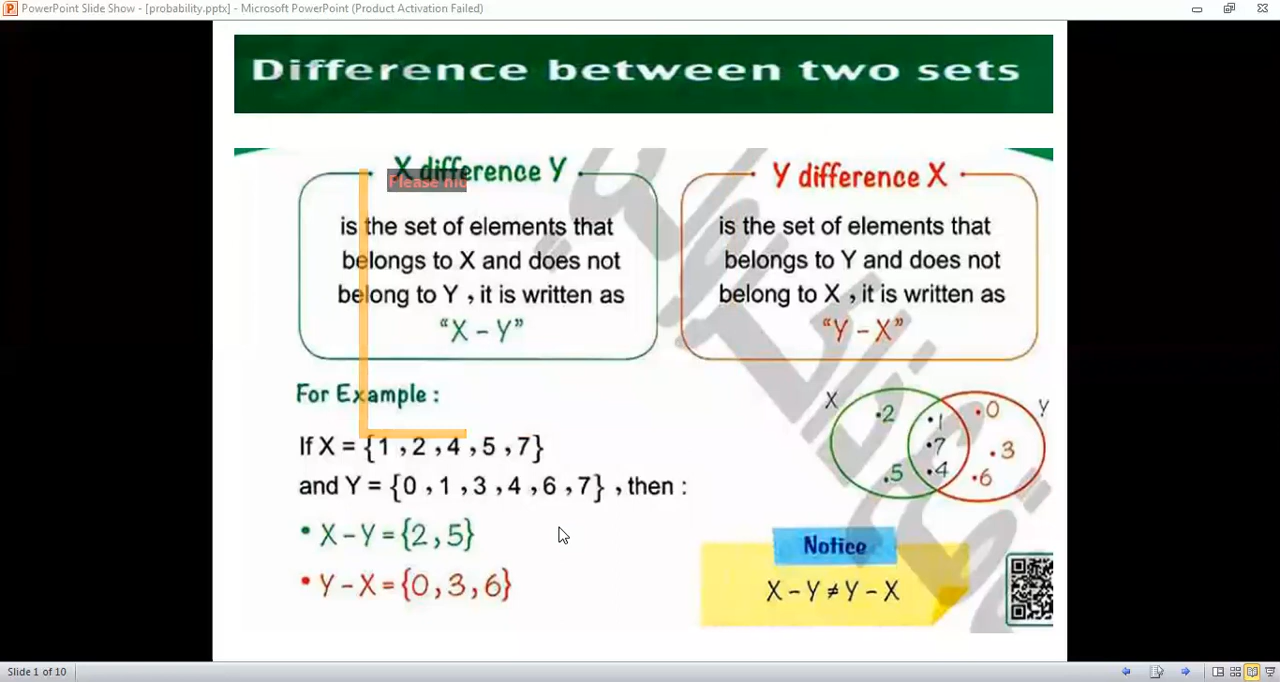 PowerPoint Slide Show - [probability.pptx] - Microsoft PowerPoint (Product Activation Failed)
Difference between two sets
X difference Y
Please
is the set of elements that
belongs to X and does not
belong to Y , it is written as
“X – Y”
Y difference X
is the set of elements that
belongs to Y and does not
belong to X , it is written as
“Y – X”
For Example :
If X = {1 , 2 , 4 , 5 , 7}
and Y = {0 , 1 , 3 , 4 , 6 , 7} , then :
• X – Y = {2 , 5}
• Y – X = {0 , 3 , 6}
X
Y
•2
•5
•1
•7
•4
•0
•3
•6
Notice
X – Y ≠ Y – X
Slide 1 of 10